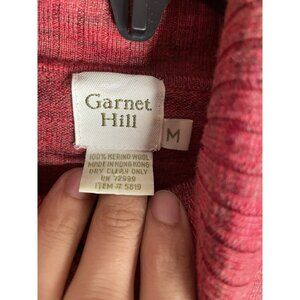 Garnet
Hill
M
100% MERINO WOOL
MADE IN HONG KONG
DRY CLEAN ONLY
RN 72999
ITEM # 5819